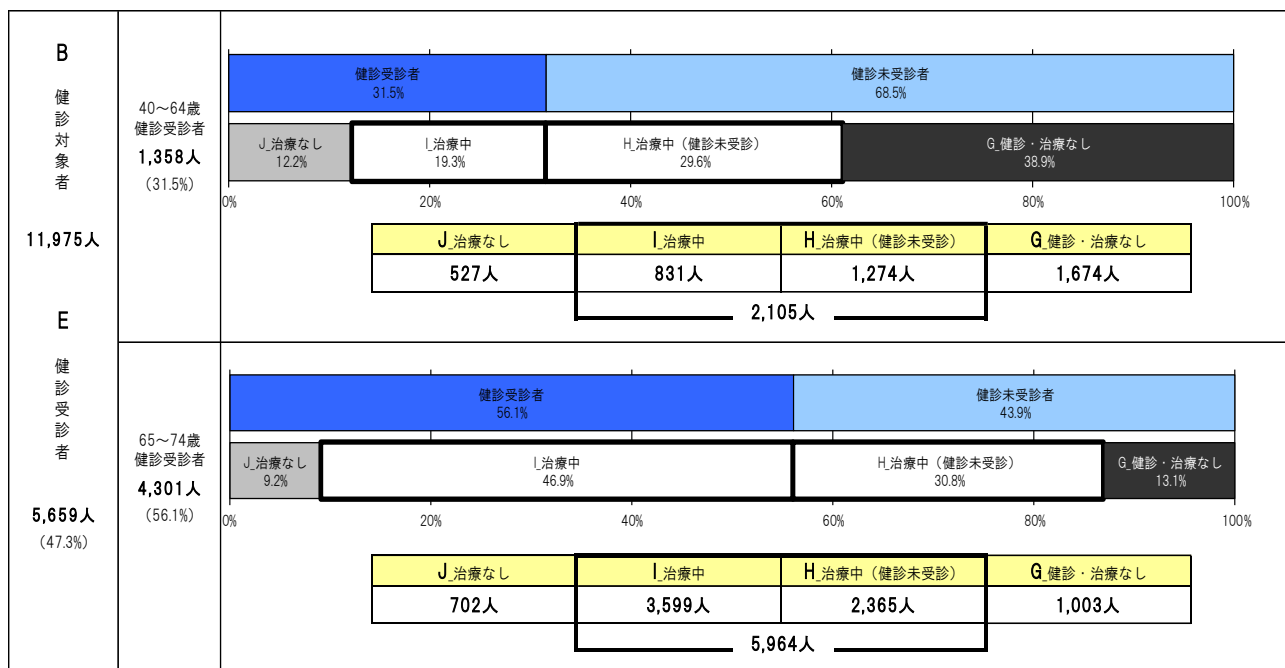 B
健診対象者
11,975人
E
健診受診者
5,659人
(47.3%)
40～64歳
健診受診者
1,358人
(31.5%)
健診受診者
31.5%
健診未受診者
68.5%
J_治療なし
12.2%
I_治療中
19.3%
H_治療中（健診未受診）
29.6%
G_健診・治療なし
38.9%
0% 20% 40% 60% 80% 100%
J_治療なし I_治療中 H_治療中（健診未受診） G_健診・治療なし
527人 831人 1,274人 1,674人
2,105人
65～74歳
健診受診者
4,301人
(56.1%)
健診受診者
56.1%
健診未受診者
43.9%
J_治療なし
9.2%
I_治療中
46.9%
H_治療中（健診未受診）
30.8%
G_健診・治療なし
13.1%
0% 20% 40% 60% 80% 100%
J_治療なし I_治療中 H_治療中（健診未受診） G_健診・治療なし
702人 3,599人 2,365人 1,003人
5,964人